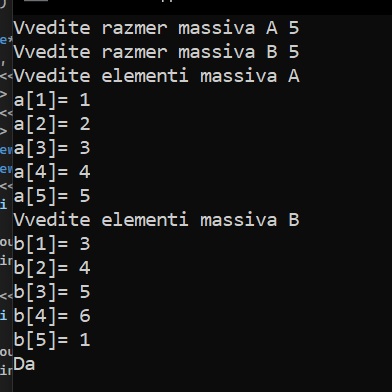 Vvedite razmer massiva A 5
Vvedite razmer massiva B 5
Vvedite elementi massiva A
a[1]= 1
a[2]= 2
a[3]= 3
a[4]= 4
a[5]= 5
Vvedite elementi massiva B
b[1]= 3
b[2]= 4
b[3]= 5
b[4]= 6
b[5]= 1
Da